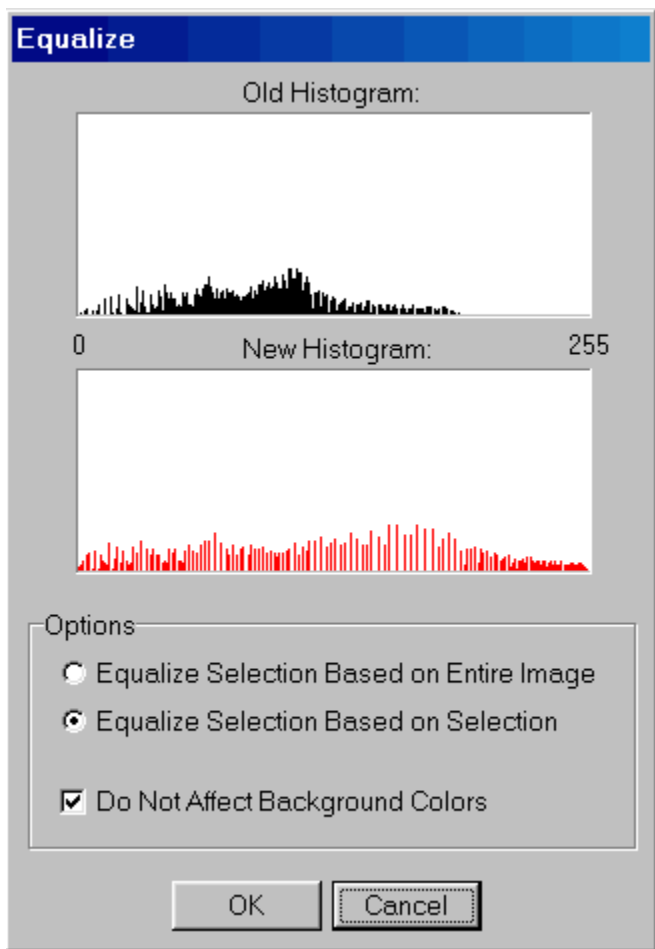 Equalize
Old Histogram:
0 New Histogram: 255
Options
Equalize Selection Based on Entire Image
Equalize Selection Based on Selection
Do Not Affect Background Colors
OK Cancel